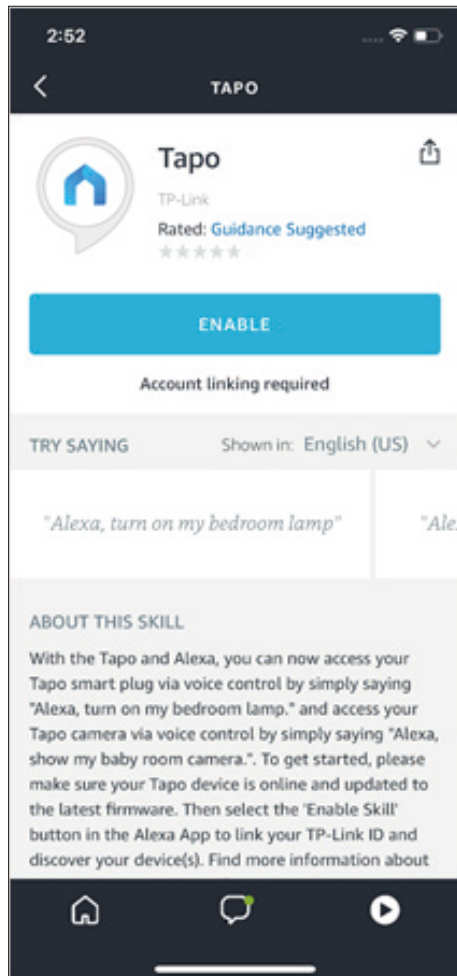 2:52
TAPO
Tapo
TP-Link
Rated: Guidance Suggested
ENABLE
Account linking required
TRY SAYING Shown in: English (US)
"Alexa, turn on my bedroom lamp" "Ale
ABOUT THIS SKILL
With the Tapo and Alexa, you can now access your
Tapo smart plug via voice control by simply saying
"Alexa, turn on my bedroom lamp." and access your
Tapo camera via voice control by simply saying "Alexa,
show my baby room camera.". To get started, please
make sure your Tapo device is online and updated to
the latest firmware. Then select the 'Enable Skill'
button in the Alexa App to link your TP-Link ID and
discover your device(s). Find more information about